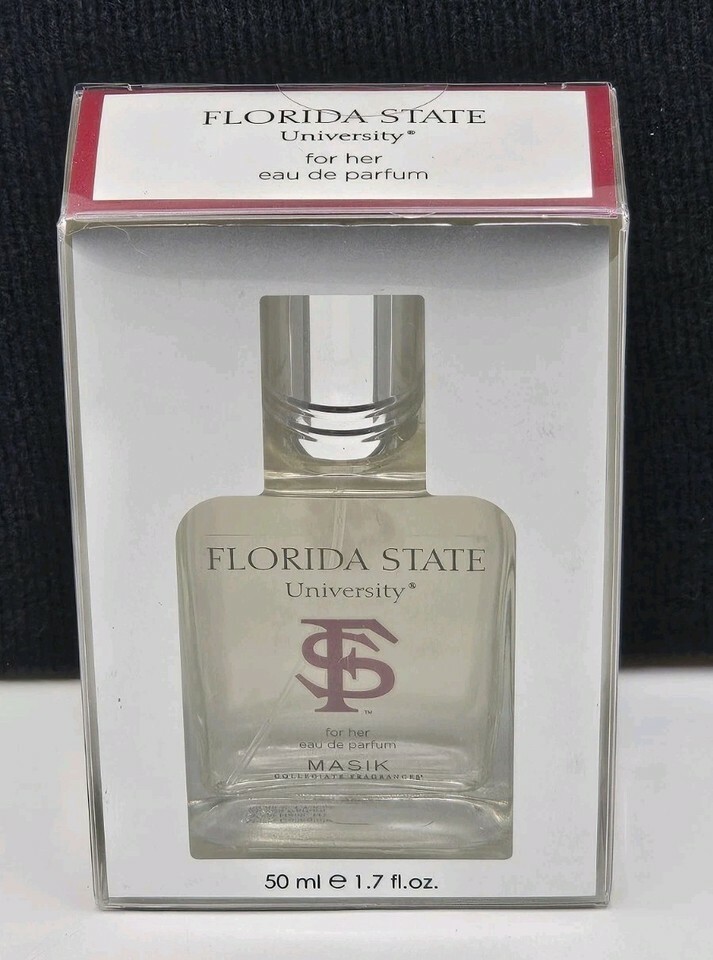 FLORIDA STATE
University®
for her
eau de parfum
FLORIDA STATE
University®
FS
™
for her
eau de parfum
MASIK
COLLEGIATE FRAGRANCES®
50 ml e 1.7 fl.oz.